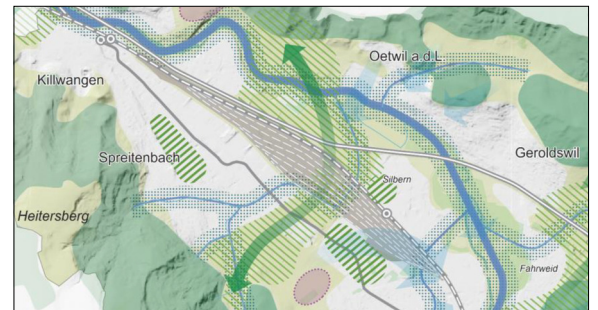 Oetwil a.d.L.
Killwangen
Geroldswil
Spreitenbach
Silbern
Heitersberg
Fahrweid